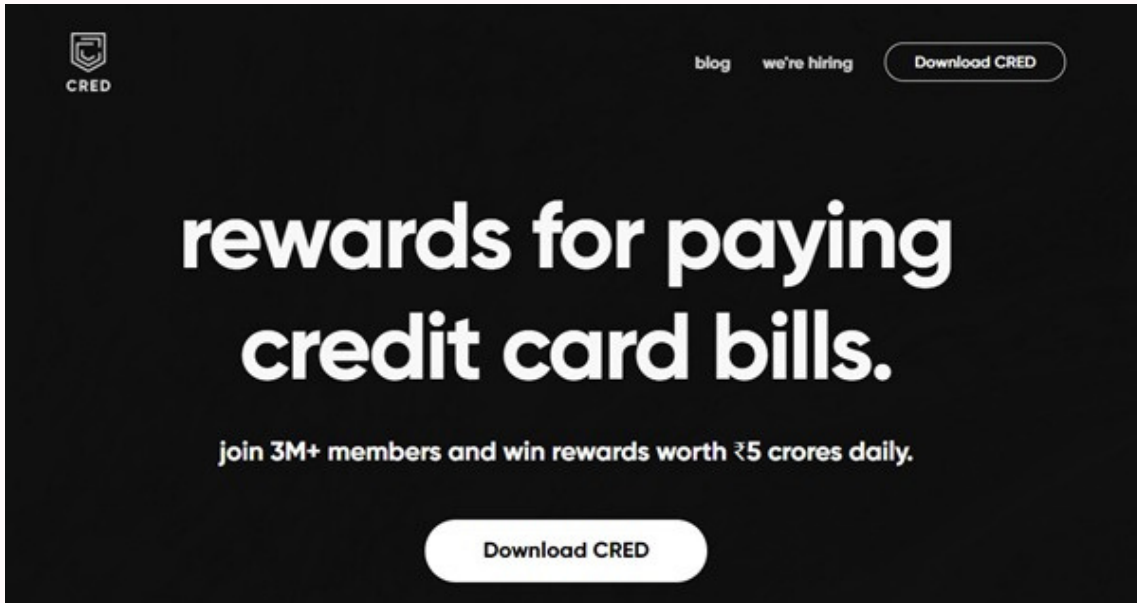 CRED
blog
we're hiring
Download CRED
rewards for paying
credit card bills.
join 3M+ members and win rewards worth ₹5 crores daily.
Download CRED